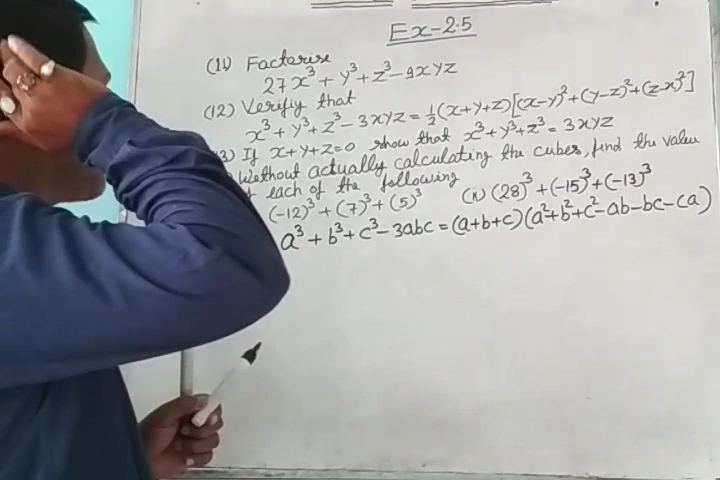 Ex-2.5
(11) Factorise
27x³ + y³ + z³ - 9xyz
(12) Verifiy that
x³ + y³ + z³ - 3xyz = ½(x+y+z)[(x-y)²+(y-z)²+(z-x)²]
3) If x+y+z=0 show that x³+y³+z³ = 3xyz
Without actually calculating the cubes, find the value
each of the following
(-12)³ + (7)³ + (5)³ (ii) (28)³ + (-15)³ + (-13)³
a³ + b³ + c³ - 3abc = (a+b+c)(a²+b²+c²-ab-bc-ca)